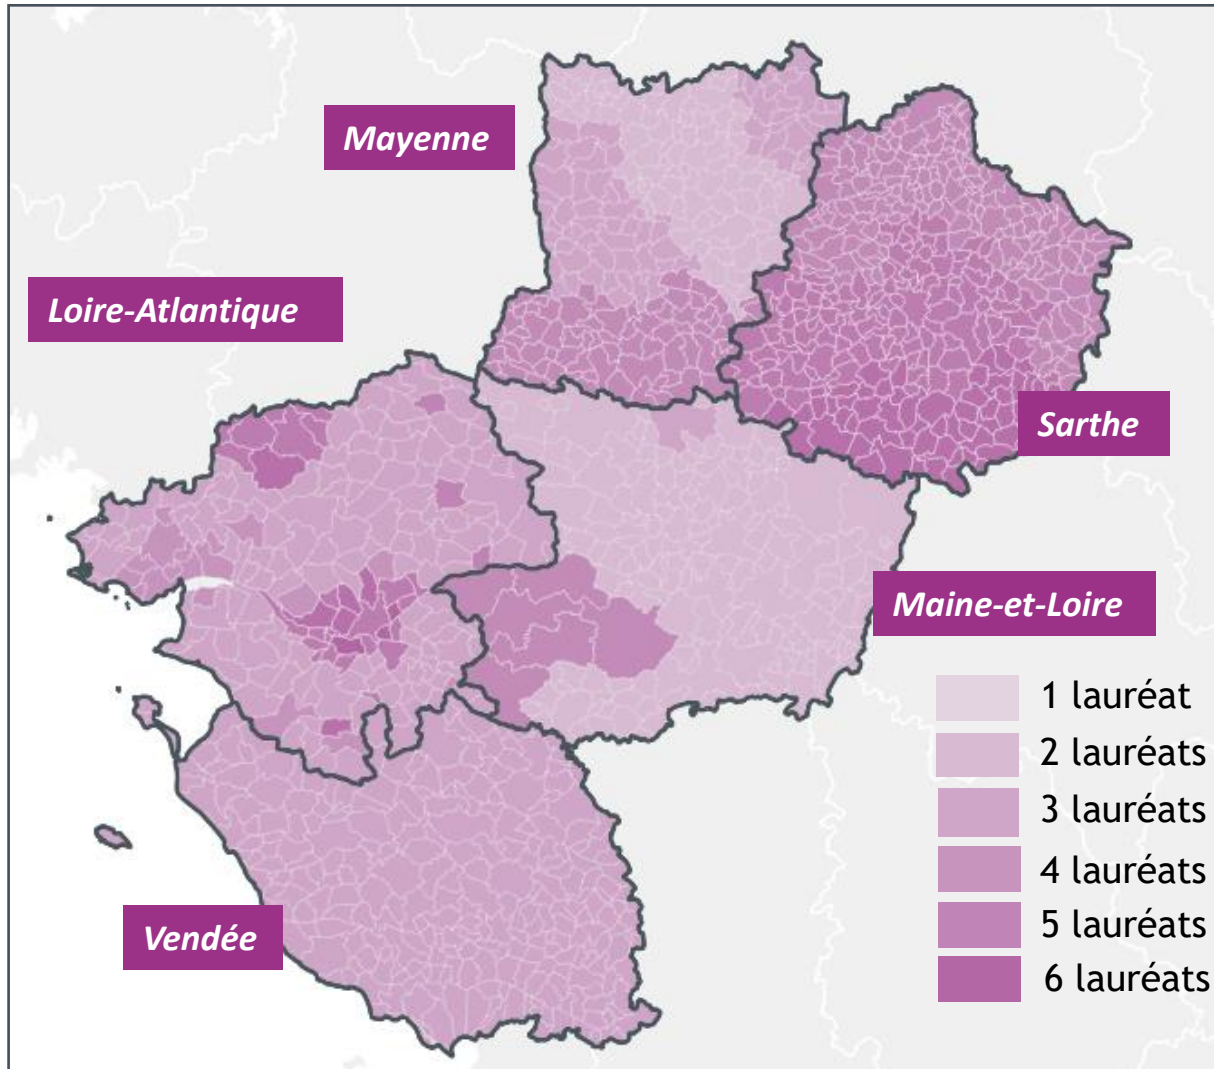 Mayenne
Loire-Atlantique
Sarthe
Maine-et-Loire
Vendée
1 lauréat
2 lauréats
3 lauréats
4 lauréats
5 lauréats
6 lauréats